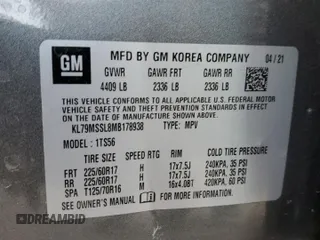 GM
MFD BY GM KOREA COMPANY 04/21
GVWR GAWR FRT GAWR RR
4409 LB 2336 LB 2336 LB
THIS VEHICLE CONFORMS TO ALL APPLICABLE
U.S. FEDERAL MOTOR VEHICLE SAFETY, BUMPER,
AND THEFT PREVENTION STANDARDS IN EFFECT ON
THE DATE OF MANUFACTURE SHOWN ABOVE.
KL79MSSL8MB178938 TYPE: MPV
MODEL: 1TS56
TIRE SIZE SPEED RTG RIM COLD TIRE PRESSURE
FRT 225/60R17 H 17x7.5J 240KPA, 35 PSI
RR 225/60R17 H 17x7.5J 240KPA, 35 PSI
SPA T125/70R16 M 16x4.0BT 420KPA, 60 PSI
SEE OWNER'S MANUAL FOR ADDITIONAL INFORMATION
DREAMBID